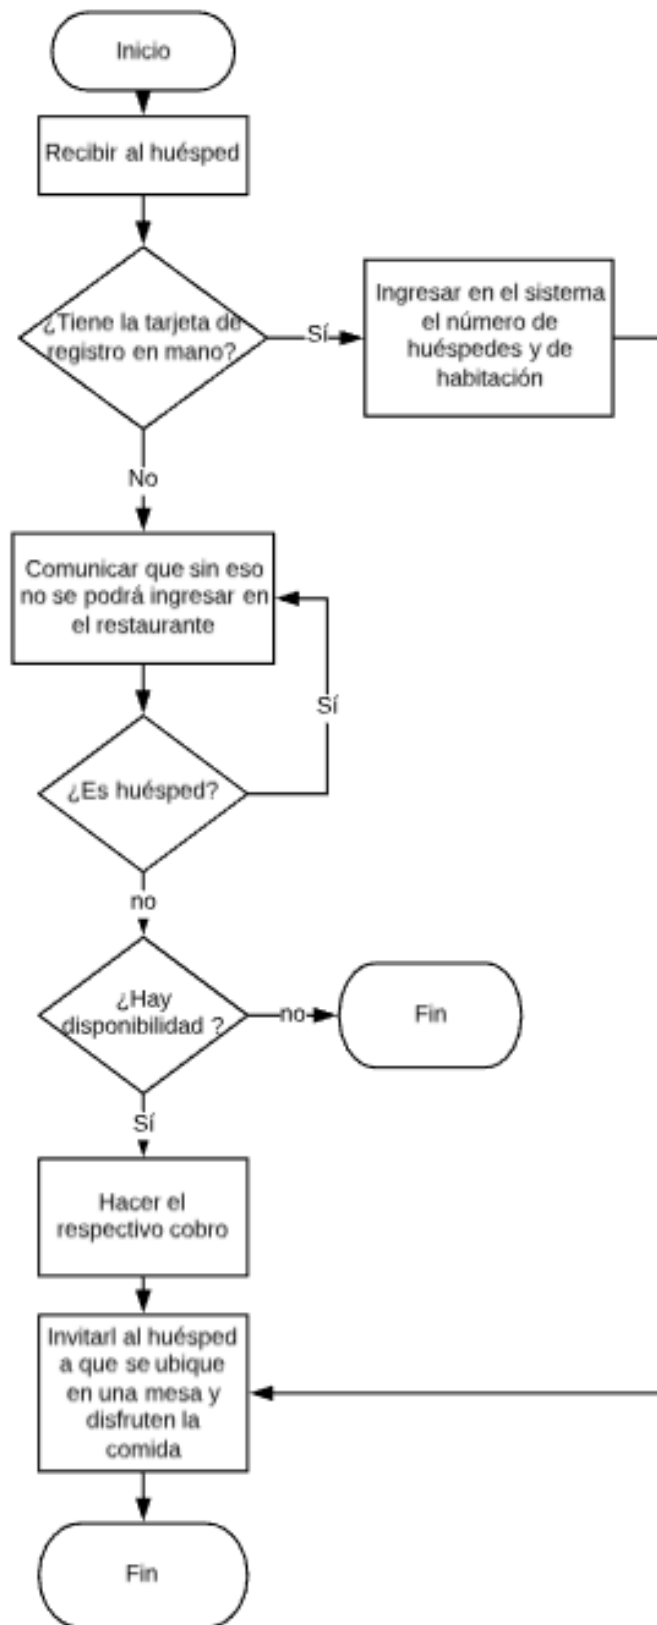 Inicio
Recibir al huésped
¿Tiene la tarjeta de
registro en mano?
Sí
Ingresar en el sistema
el número de
huéspedes y de
habitación
No
Comunicar que sin eso
no se podrá ingresar en
el restaurante
Sí
¿Es huésped?
no
¿Hay
disponibilidad ?
no
Fin
Sí
Hacer el
respectivo cobro
Invitarl al huésped
a que se ubique
en una mesa y
disfruten la
comida
Fin